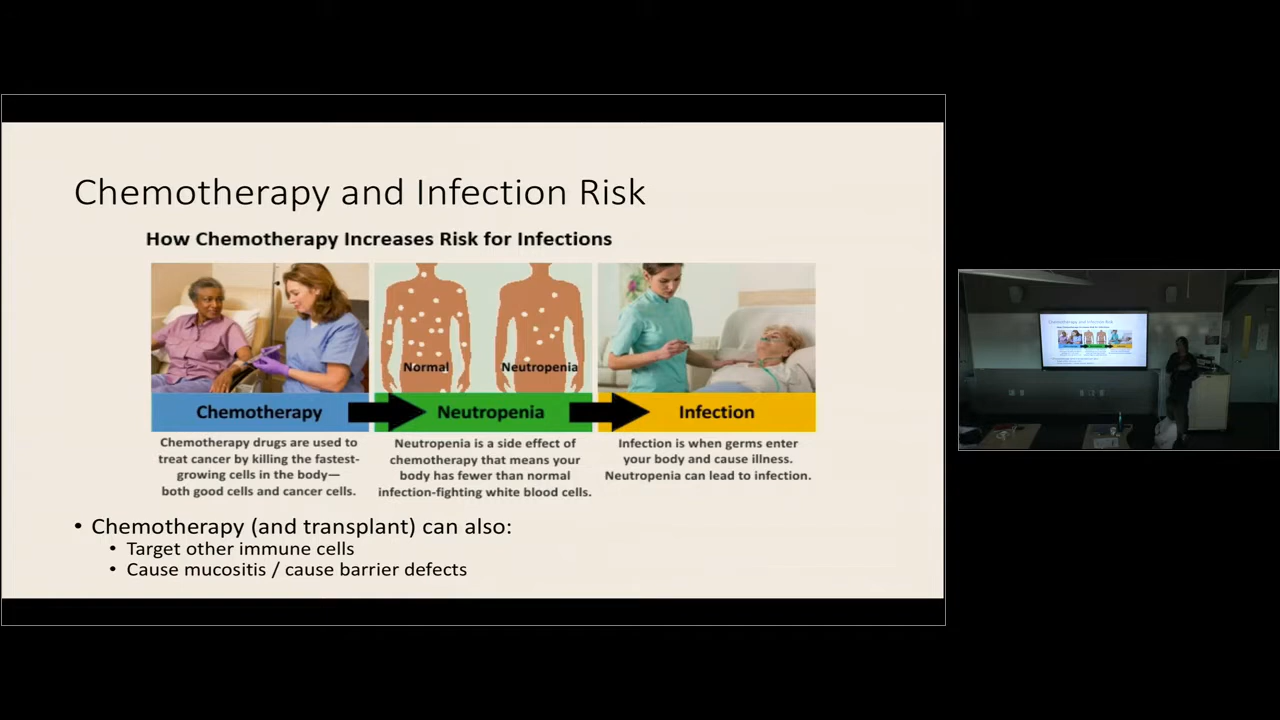 Chemotherapy and Infection Risk
How Chemotherapy Increases Risk for Infections
Normal
Neutropenia
Chemotherapy
Neutropenia
Infection
Chemotherapy drugs are used to
treat cancer by killing the fastest-
growing cells in the body—
both good cells and cancer cells.
Neutropenia is a side effect of
chemotherapy that means your
body has fewer than normal
infection-fighting white blood cells.
Infection is when germs enter
your body and cause illness.
Neutropenia can lead to infection.
• Chemotherapy (and transplant) can also:
• Target other immune cells
• Cause mucositis / cause barrier defects
Chemotherapy and Infection Risk